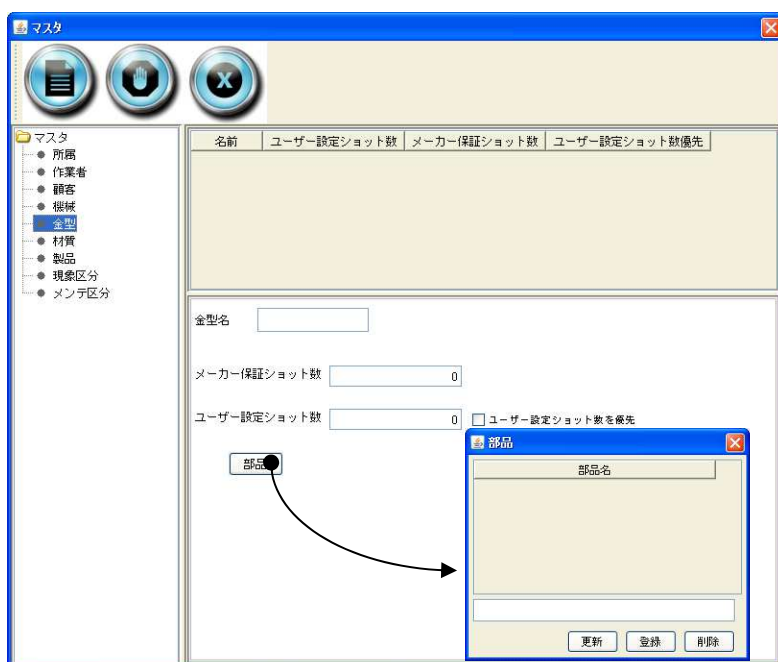 マスタ
X
マスタ
所属
作業者
顧客
機械
金型
材質
製品
現象区分
メンテ区分
名前 ユーザー設定ショット数 メーカー保証ショット数 ユーザー設定ショット数優先
金型名
メーカー保証ショット数 0
ユーザー設定ショット数 0 ユーザー設定ショット数を優先
部品
部品
部品名
更新 登録 削除